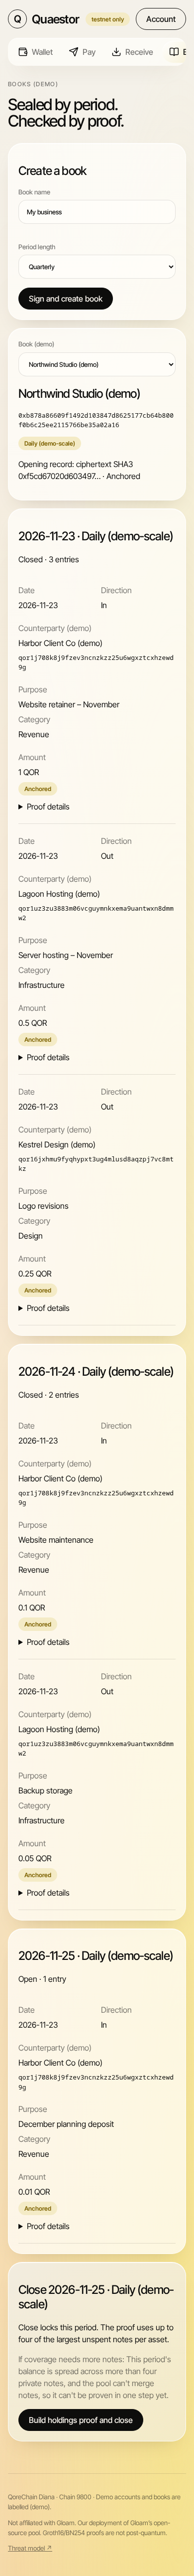 Q Quaestor testnet only Account
Wallet Pay Receive
BOOKS (DEMO)
Sealed by period.
Checked by proof.
Create a book
Book name
My business
Period length
Quarterly
Sign and create book
Book (demo)
Northwind Studio (demo)
Northwind Studio (demo)
0xb878a86609f1492d103847d8625177cb64b800
f0b6c25ee2115766be35a02a16
Daily (demo-scale)
Opening record: ciphertext SHA3
0xf5cd67020d603497... · Anchored
2026-11-23 · Daily (demo-scale)
Closed · 3 entries
Date Direction
2026-11-23 In
Counterparty (demo)
Harbor Client Co (demo)
qor1j708k8j9fzev3ncnzkzz25u6wgxztcxhzewd
9g
Purpose
Website retainer – November
Category
Revenue
Amount
1 QOR
Anchored
▶ Proof details
Date Direction
2026-11-23 Out
Counterparty (demo)
Lagoon Hosting (demo)
qor1uz3zu3883m06vcguymnkxema9uantwxn8dmm
w2
Purpose
Server hosting – November
Category
Infrastructure
Amount
0.5 QOR
Anchored
▶ Proof details
Date Direction
2026-11-23 Out
Counterparty (demo)
Kestrel Design (demo)
qor16jxhmu9fyqhypxt3ug4mlusd8aqzpj7vc8mt
kz
Purpose
Logo revisions
Category
Design
Amount
0.25 QOR
Anchored
▶ Proof details
2026-11-24 · Daily (demo-scale)
Closed · 2 entries
Date Direction
2026-11-23 In
Counterparty (demo)
Harbor Client Co (demo)
qor1j708k8j9fzev3ncnzkzz25u6wgxztcxhzewd
9g
Purpose
Website maintenance
Category
Revenue
Amount
0.1 QOR
Anchored
▶ Proof details
Date Direction
2026-11-23 Out
Counterparty (demo)
Lagoon Hosting (demo)
qor1uz3zu3883m06vcguymnkxema9uantwxn8dmm
w2
Purpose
Backup storage
Category
Infrastructure
Amount
0.05 QOR
Anchored
▶ Proof details
2026-11-25 · Daily (demo-scale)
Open · 1 entry
Date Direction
2026-11-23 In
Counterparty (demo)
Harbor Client Co (demo)
qor1j708k8j9fzev3ncnzkzz25u6wgxztcxhzewd
9g
Purpose
December planning deposit
Category
Revenue
Amount
0.01 QOR
Anchored
▶ Proof details
Close 2026-11-25 · Daily (demo-
scale)
Close locks this period. The proof uses up to
four of the largest unspent notes per asset.
If coverage needs more notes: This period's
balance is spread across more than four
private notes, and the proof cannot merge
notes, so it can't be proven in one step yet.
Build holdings proof and close
QoreChain Diana · Chain 9800 · Demo accounts and books are
labelled (demo).
Not affiliated with Gloam. Our deployment of Gloam's open-
source pool. Groth16/BN254 proofs are not post-quantum.
Threat model ↗